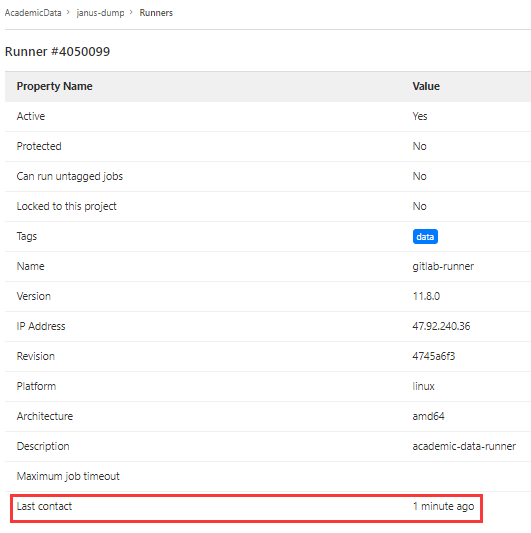 AcademicData > janus-dump > Runners
Runner #4050099
Property Name Value
Active Yes
Protected No
Can run untagged jobs No
Locked to this project No
Tags data
Name gitlab-runner
Version 11.8.0
IP Address 47.92.240.36
Revision 4745a6f3
Platform linux
Architecture amd64
Description academic-data-runner
Maximum job timeout
Last contact 1 minute ago